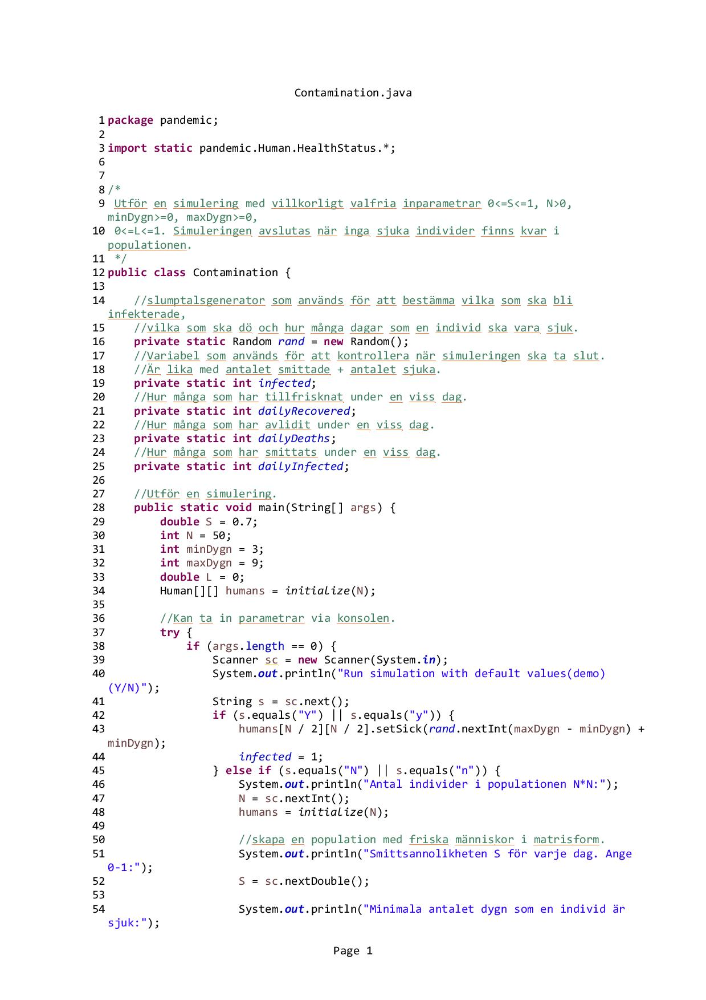 Contamination.java
1 package pandemic;
2
3 import static pandemic.Human.HealthStatus.*;
6
7
8 /*
9  Utför en simulering med villkorligt valfria inparametrar 0<=S<=1, N>0,
minDygn>=0, maxDygn>=0,
10  0<=L<=1. Simuleringen avslutas när inga sjuka individer finns kvar i
populationen.
11  */
12 public class Contamination {
13
14     //slumptalsgenerator som används för att bestämma vilka som ska bli
infekterade,
15     //vilka som ska dö och hur många dagar som en individ ska vara sjuk.
16     private static Random rand = new Random();
17     //Variabel som används för att kontrollera när simuleringen ska ta slut.
18     //Är lika med antalet smittade + antalet sjuka.
19     private static int infected;
20     //Hur många som har tillfrisknat under en viss dag.
21     private static int dailyRecovered;
22     //Hur många som har avlidit under en viss dag.
23     private static int dailyDeaths;
24     //Hur många som har smittats under en viss dag.
25     private static int dailyInfected;
26
27     //Utför en simulering.
28     public static void main(String[] args) {
29         double S = 0.7;
30         int N = 50;
31         int minDygn = 3;
32         int maxDygn = 9;
33         double L = 0;
34         Human[][] humans = initialize(N);
35
36         //Kan ta in parametrar via konsolen.
37         try {
38             if (args.length == 0) {
39                 Scanner sc = new Scanner(System.in);
40                 System.out.println("Run simulation with default values(demo)
(Y/N)");
41                 String s = sc.next();
42                 if (s.equals("Y") || s.equals("y")) {
43                     humans[N / 2][N / 2].setSick(rand.nextInt(maxDygn - minDygn) +
minDygn);
44                     infected = 1;
45                 } else if (s.equals("N") || s.equals("n")) {
46                     System.out.println("Antal individer i populationen N*N:");
47                     N = sc.nextInt();
48                     humans = initialize(N);
49
50                     //skapa en population med friska människor i matrisform.
51                     System.out.println("Smittsannolikheten S för varje dag. Ange
0-1:");
52                     S = sc.nextDouble();
53
54                     System.out.println("Minimala antalet dygn som en individ är
sjuk:");
Page 1